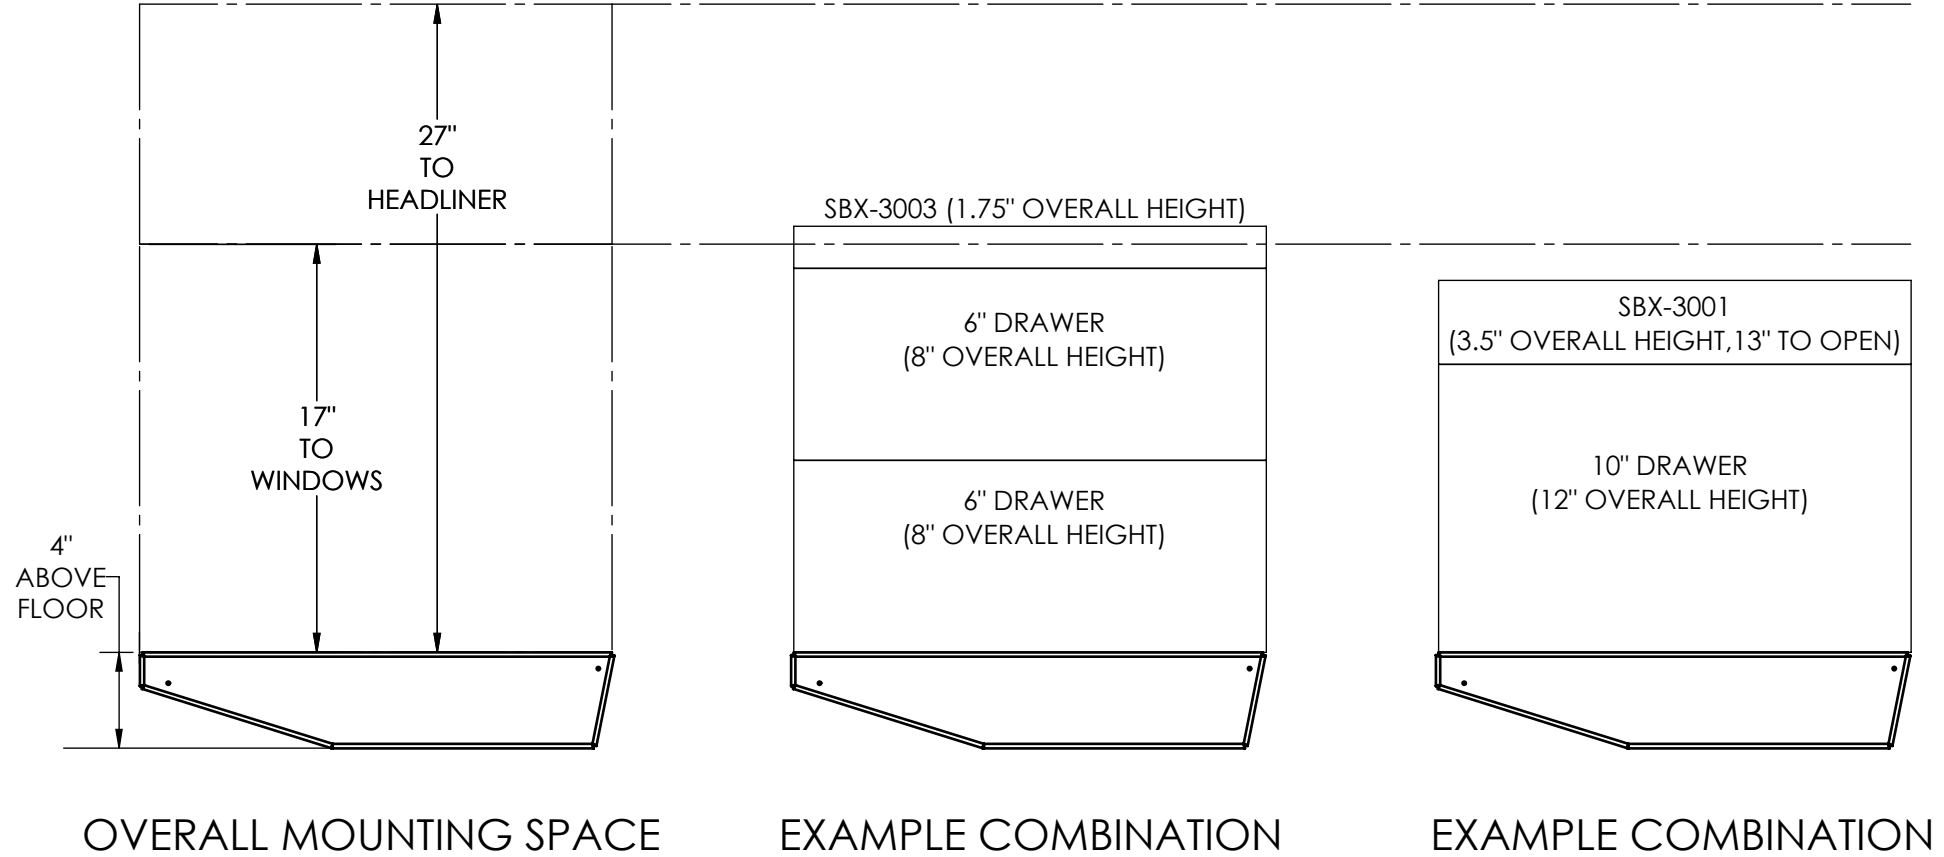 27"
TO
HEADLINER
17"
TO
WINDOWS
4"
ABOVE
FLOOR
OVERALL MOUNTING SPACE
SBX-3003 (1.75" OVERALL HEIGHT)
6" DRAWER
(8" OVERALL HEIGHT)
6" DRAWER
(8" OVERALL HEIGHT)
EXAMPLE COMBINATION
SBX-3001
(3.5" OVERALL HEIGHT,13" TO OPEN)
10" DRAWER
(12" OVERALL HEIGHT)
EXAMPLE COMBINATION